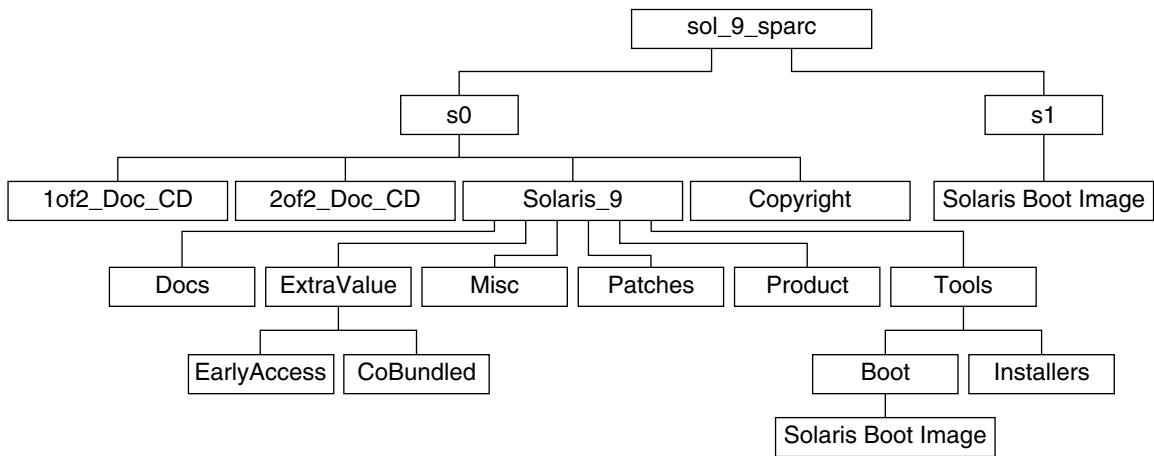 sol_9_sparc
s0
s1
1of2_Doc_CD
2of2_Doc_CD
Solaris_9
Copyright
Solaris Boot Image
Docs
ExtraValue
Misc
Patches
Product
Tools
EarlyAccess
CoBundled
Boot
Installers
Solaris Boot Image